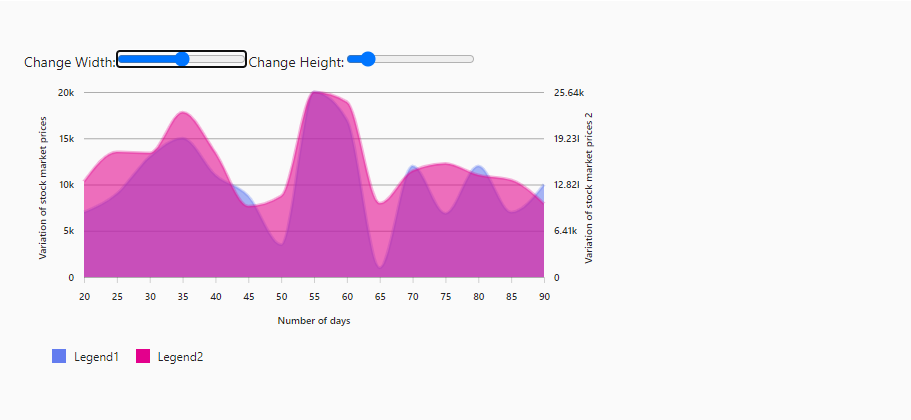 Change Width: Change Height:
20k 25.64k
15k 19.23k
10k 12.82k
5k 6.41k
0 0
Variation of stock market prices
Variation of stock market prices 2
20 25 30 35 40 45 50 55 60 65 70 75 80 85 90
Number of days
Legend1 Legend2